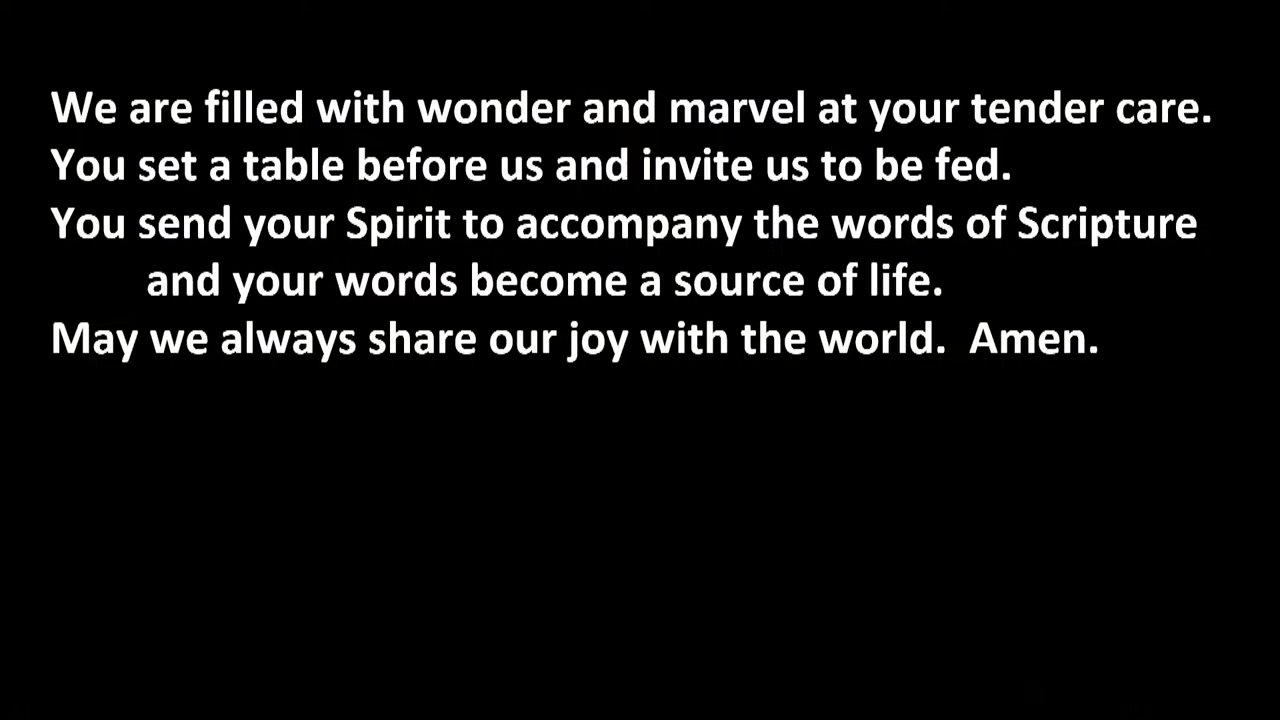 We are filled with wonder and marvel at your tender care.
You set a table before us and invite us to be fed.
You send your Spirit to accompany the words of Scripture
and your words become a source of life.
May we always share our joy with the world.  Amen.